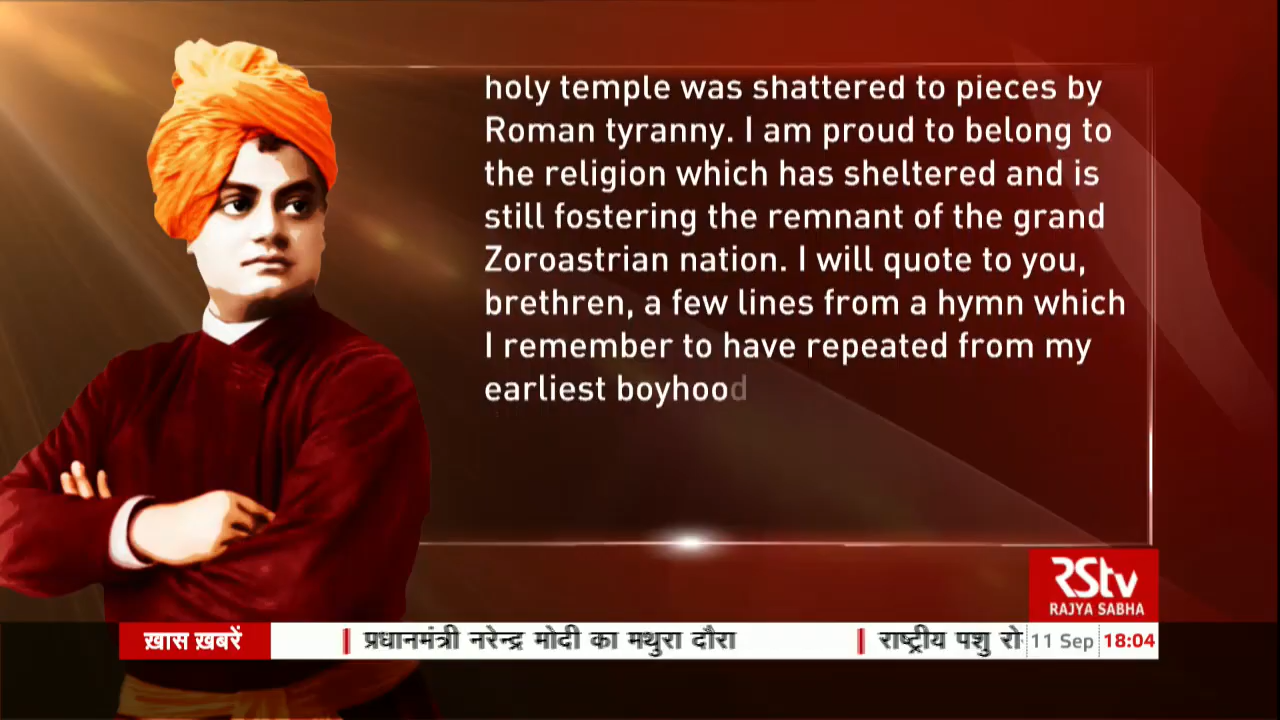 holy temple was shattered to pieces by
Roman tyranny. I am proud to belong to
the religion which has sheltered and is
still fostering the remnant of the grand
Zoroastrian nation. I will quote to you,
brethren, a few lines from a hymn which
I remember to have repeated from my
earliest boyhood
RStv
RAJYA SABHA
ख़ास ख़बरें
प्रधानमंत्री नरेन्द्र मोदी का मथुरा दौरा
राष्ट्रीय पशु रो
11 Sep
18:04